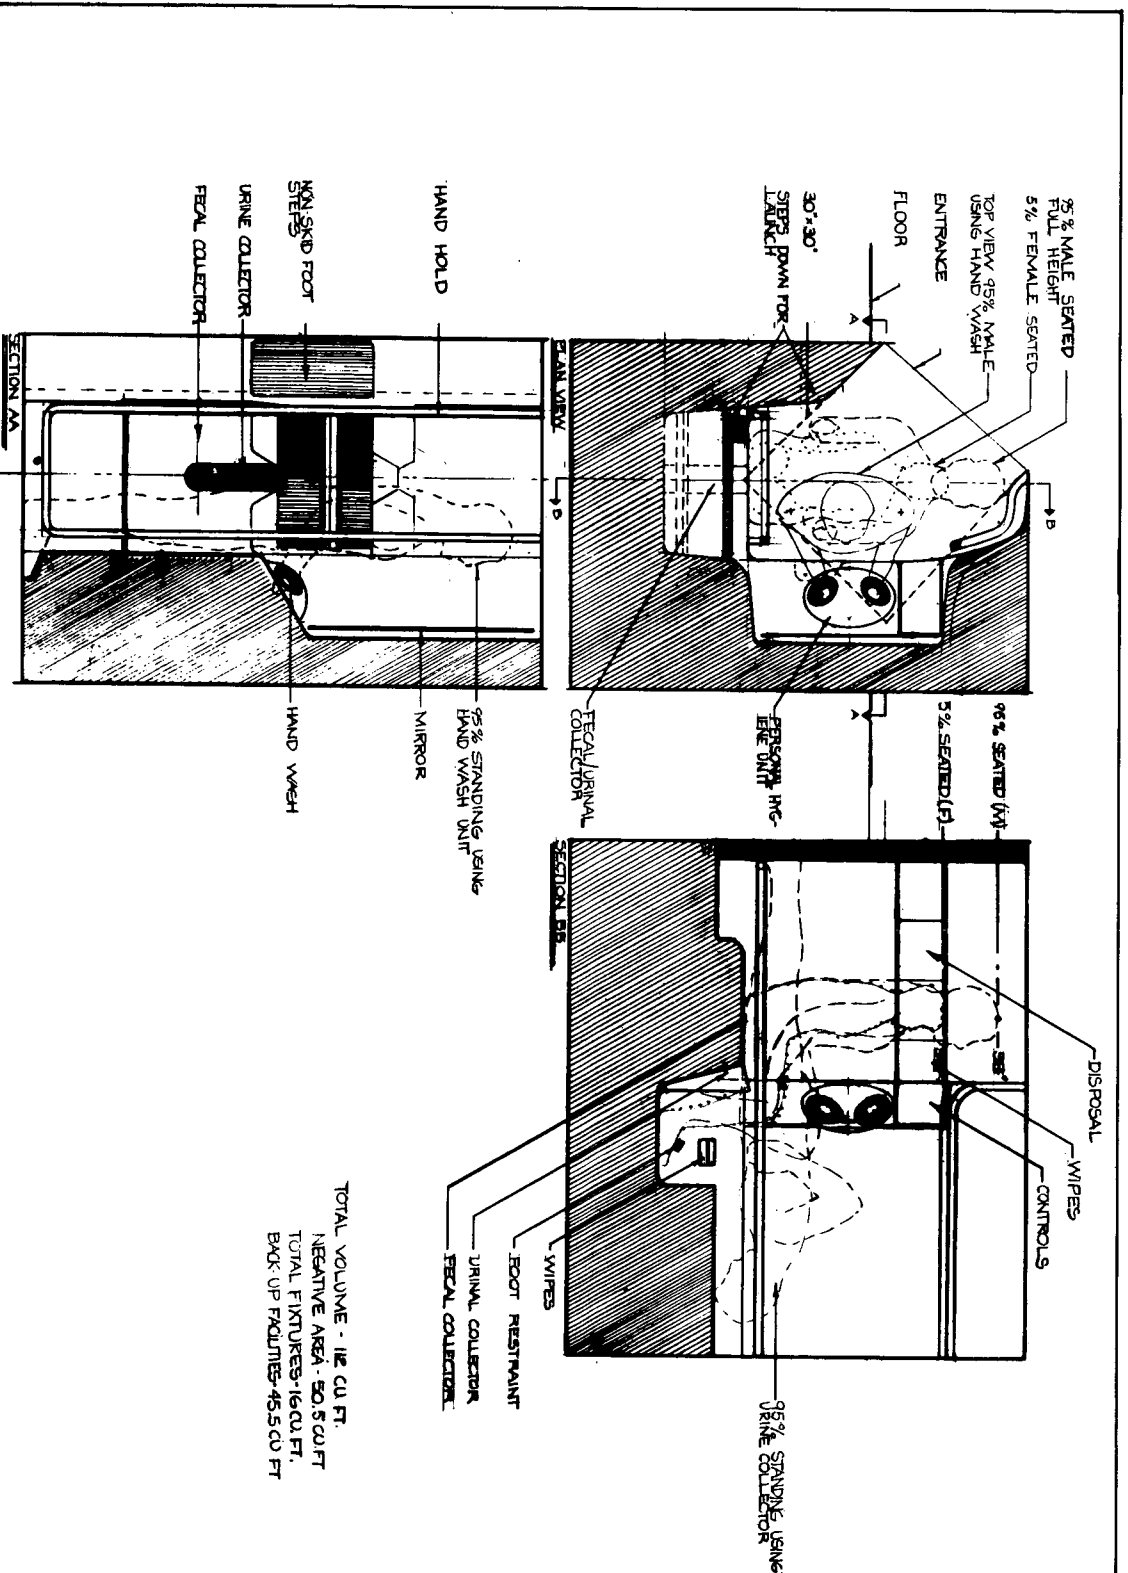 95% MALE SEATED
FULL HEIGHT
5% FEMALE SEATED
TOP VIEW 95% MALE
USING HAND WASH
ENTRANCE
FLOOR
30"x30"
STEPS DOWN FOR
LAUNCH
A
B
B
A
PLAN VIEW
PERSONAL HYG-
IENE UNIT
FECAL/URINAL
COLLECTOR
95% SEATED (M)
5% SEATED (F)
DISPOSAL
WIPES
CONTROLS
95% STANDING USING
URINE COLLECTOR
SECTION BB
WIPES
FOOT RESTRAINT
URINAL COLLECTOR
FECAL COLLECTOR
HAND HOLD
NON SKID FOOT
STEPS
URINE COLLECTOR
FECAL COLLECTOR
SECTION AA
95% STANDING USING
HAND WASH UNIT
MIRROR
HAND WASH
TOTAL VOLUME - 112 CU. FT.
NEGATIVE AREA - 50.5 CU. FT
TOTAL FIXTURES - 16 CU. FT.
BACK-UP FACILITIES - 45.5 CU FT